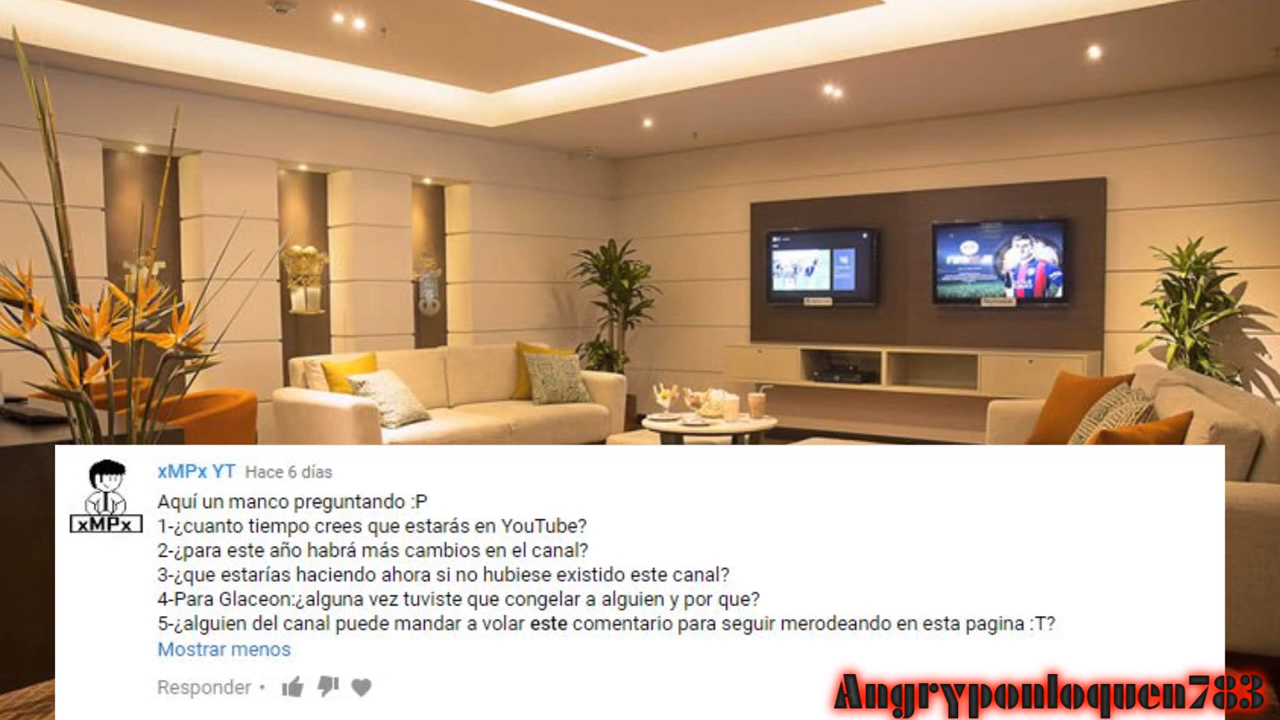 FIFA
xMPx YT Hace 6 días
Aquí un manco preguntando :P
xMPx
1-¿cuanto tiempo crees que estarás en YouTube?
2-¿para este año habrá más cambios en el canal?
3-¿que estarías haciendo ahora si no hubiese existido este canal?
4-Para Glaceon:¿alguna vez tuviste que congelar a alguien y por que?
5-¿alguien del canal puede mandar a volar este comentario para seguir merodeando en esta pagina :T?
Mostrar menos
Responder •
Angryponloquen783